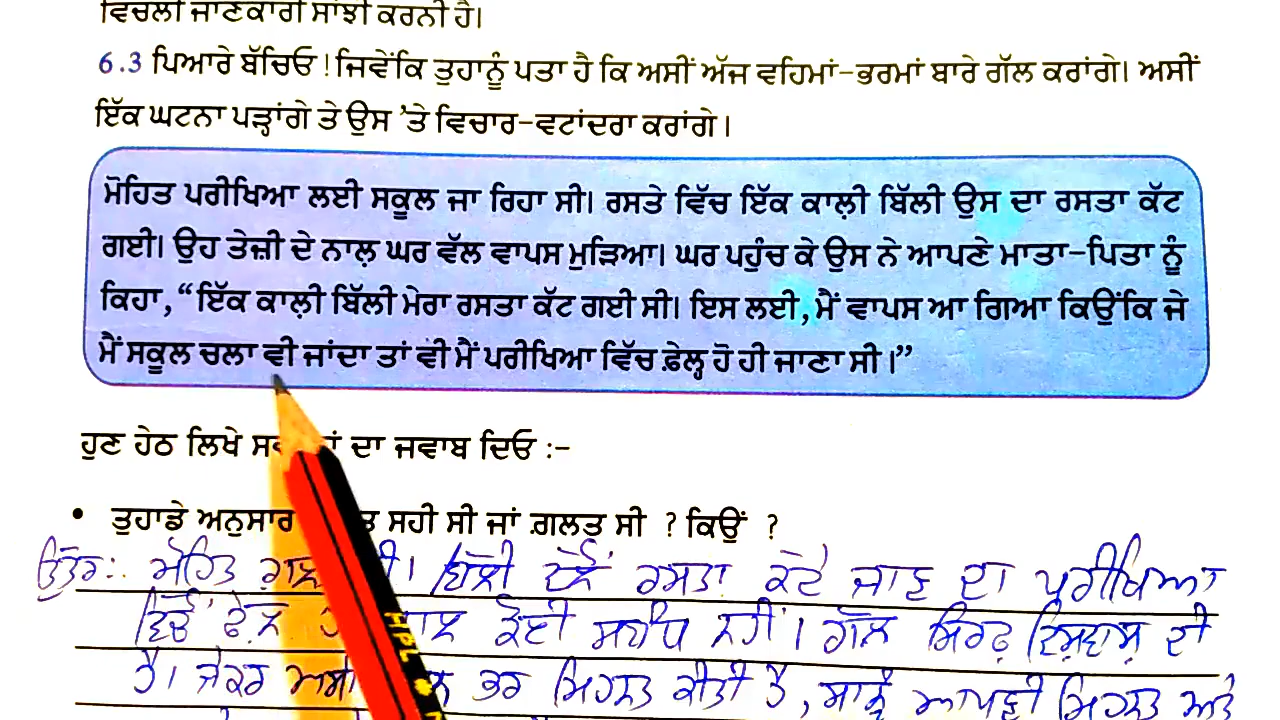 ਵਿਚਲੀ ਜਾਣਕਾਰੀ ਸਾਂਝੀ ਕਰਨੀ ਹੈ।
6.3 ਪਿਆਰੇ ਬੱਚਿਓ ! ਜਿਵੇਂਕਿ ਤੁਹਾਨੂੰ ਪਤਾ ਹੈ ਕਿ ਅਸੀਂ ਅੱਜ ਵਹਿਮਾਂ-ਭਰਮਾਂ ਬਾਰੇ ਗੱਲ ਕਰਾਂਗੇ। ਅਸੀਂ
ਇੱਕ ਘਟਨਾ ਪੜ੍ਹਾਂਗੇ ਤੇ ਉਸ ’ਤੇ ਵਿਚਾਰ-ਵਟਾਂਦਰਾ ਕਰਾਂਗੇ।
ਮੋਹਿਤ ਪਰੀਖਿਆ ਲਈ ਸਕੂਲ ਜਾ ਰਿਹਾ ਸੀ। ਰਸਤੇ ਵਿੱਚ ਇੱਕ ਕਾਲ਼ੀ ਬਿੱਲੀ ਉਸ ਦਾ ਰਸਤਾ ਕੱਟ
ਗਈ। ਉਹ ਤੇਜ਼ੀ ਦੇ ਨਾਲ਼ ਘਰ ਵੱਲ ਵਾਪਸ ਮੁੜਿਆ। ਘਰ ਪਹੁੰਚ ਕੇ ਉਸ ਨੇ ਆਪਣੇ ਮਾਤਾ-ਪਿਤਾ ਨੂੰ
ਕਿਹਾ, “ਇੱਕ ਕਾਲ਼ੀ ਬਿੱਲੀ ਮੇਰਾ ਰਸਤਾ ਕੱਟ ਗਈ ਸੀ। ਇਸ ਲਈ, ਮੈਂ ਵਾਪਸ ਆ ਗਿਆ ਕਿਉਂਕਿ ਜੇ
ਮੈਂ ਸਕੂਲ ਚਲਾ ਵੀ ਜਾਂਦਾ ਤਾਂ ਵੀ ਮੈਂ ਪਰੀਖਿਆ ਵਿੱਚ ਫ਼ੇਲ੍ਹ ਹੋ ਹੀ ਜਾਣਾ ਸੀ।”
ਹੁਣ ਹੇਠ ਲਿਖੇ ਦਾ ਜਵਾਬ ਦਿਓ :-
• ਤੁਹਾਡੇ ਅਨੁਸਾਰ ਸਹੀ ਸੀ ਜਾਂ ਗ਼ਲਤ ਸੀ ? ਕਿਉਂ ?
ਉੱਤਰ:. ਮੋਹਿਤ ਬਿੱਲੀ ਵੱਲੋਂ ਰਸਤਾ ਕੱਟੇ ਜਾਣ ਦਾ ਪਰੀਖਿਆ
ਵਿੱਚੋਂ ਫੇਲ ਕੋਈ ਸਬੰਧ ਨਹੀਂ। ਗੱਲ ਸਿਰਫ਼ ਵਿਸ਼ਵਾਸ਼ ਦੀ
ਹੈ। ਜੇਕਰ ਭਰ ਮਿਹਨਤ ਕੀਤੀ ਹੈ, ਸਾਨੂੰ ਆਪਣੀ ਮਿਹਨਤ ਅਤੇ